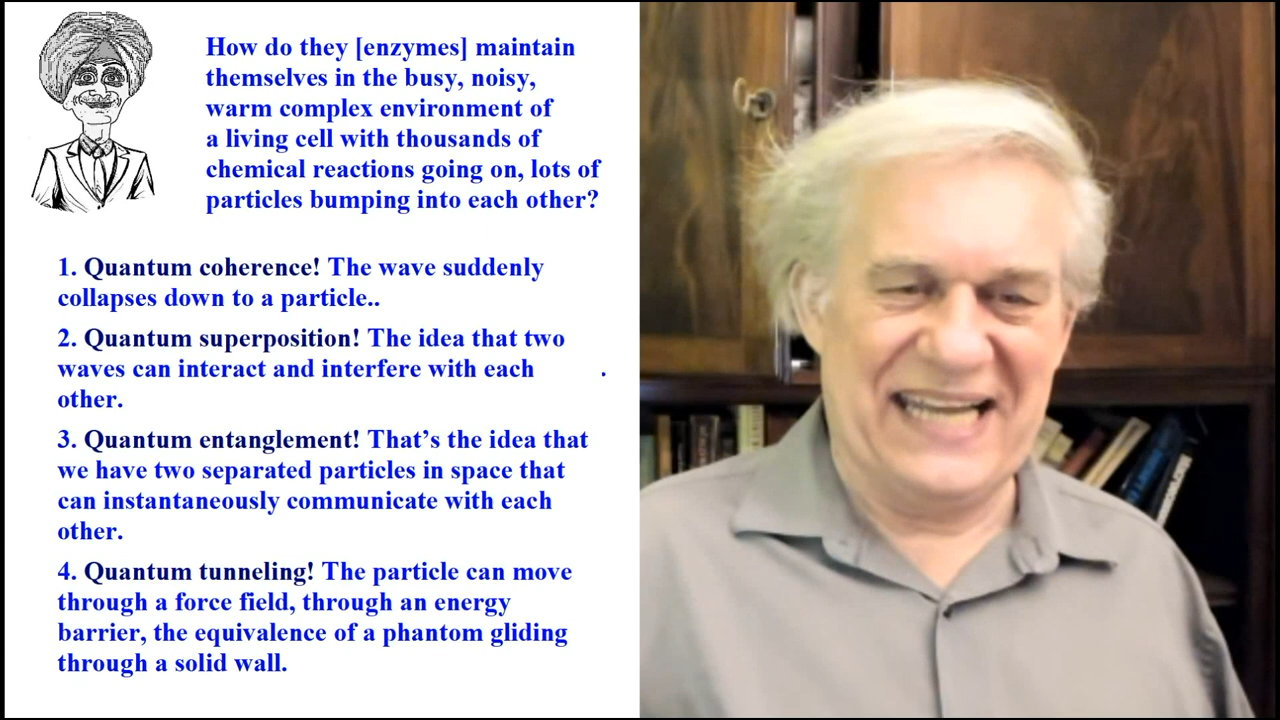 How do they [enzymes] maintain
themselves in the busy, noisy,
warm complex environment of
a living cell with thousands of
chemical reactions going on, lots of
particles bumping into each other?
1. Quantum coherence! The wave suddenly
collapses down to a particle..
2. Quantum superposition! The idea that two
waves can interact and interfere with each .
other.
3. Quantum entanglement! That’s the idea that
we have two separated particles in space that
can instantaneously communicate with each
other.
4. Quantum tunneling! The particle can move
through a force field, through an energy
barrier, the equivalence of a phantom gliding
through a solid wall.